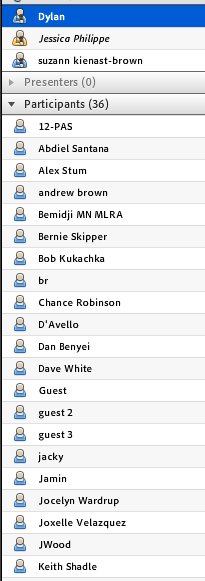 Dylan
Jessica Philippe
suzann kienast-brown
Presenters (0)
Participants (36)
12-PAS
Abdiel Santana
Alex Stum
andrew brown
Bemidji MN MLRA
Bernie Skipper
Bob Kukachka
br
Chance Robinson
D'Avello
Dan Benyei
Dave White
Guest
guest 2
guest 3
jacky
Jamin
Jocelyn Wardrup
Joxelle Velazquez
JWood
Keith Shadle